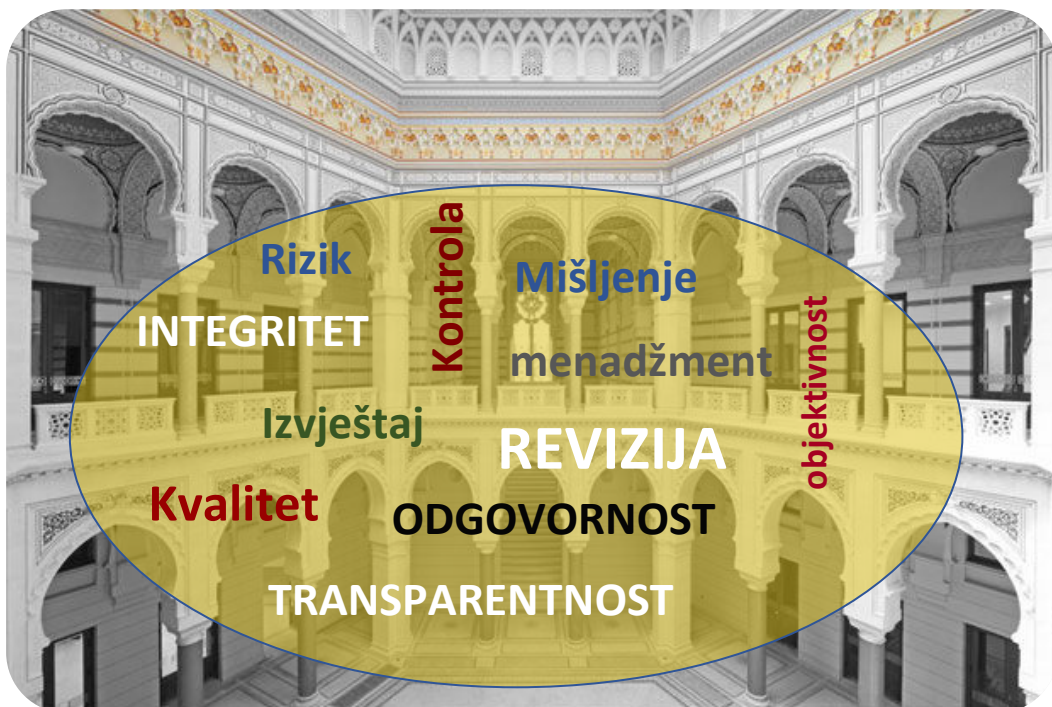 Rizik
Kontrola
Mišljenje
INTEGRITET
menadžment
objektivnost
Izvještaj
REVIZIJA
Kvalitet
ODGOVORNOST
TRANSPARENTNOST